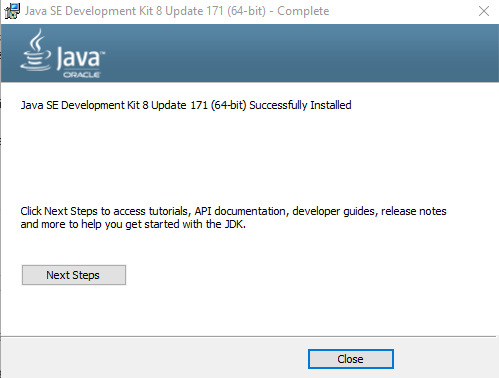 Java SE Development Kit 8 Update 171 (64-bit) - Complete
Java™
ORACLE
Java SE Development Kit 8 Update 171 (64-bit) Successfully Installed
Click Next Steps to access tutorials, API documentation, developer guides, release notes
and more to help you get started with the JDK.
Next Steps
Close